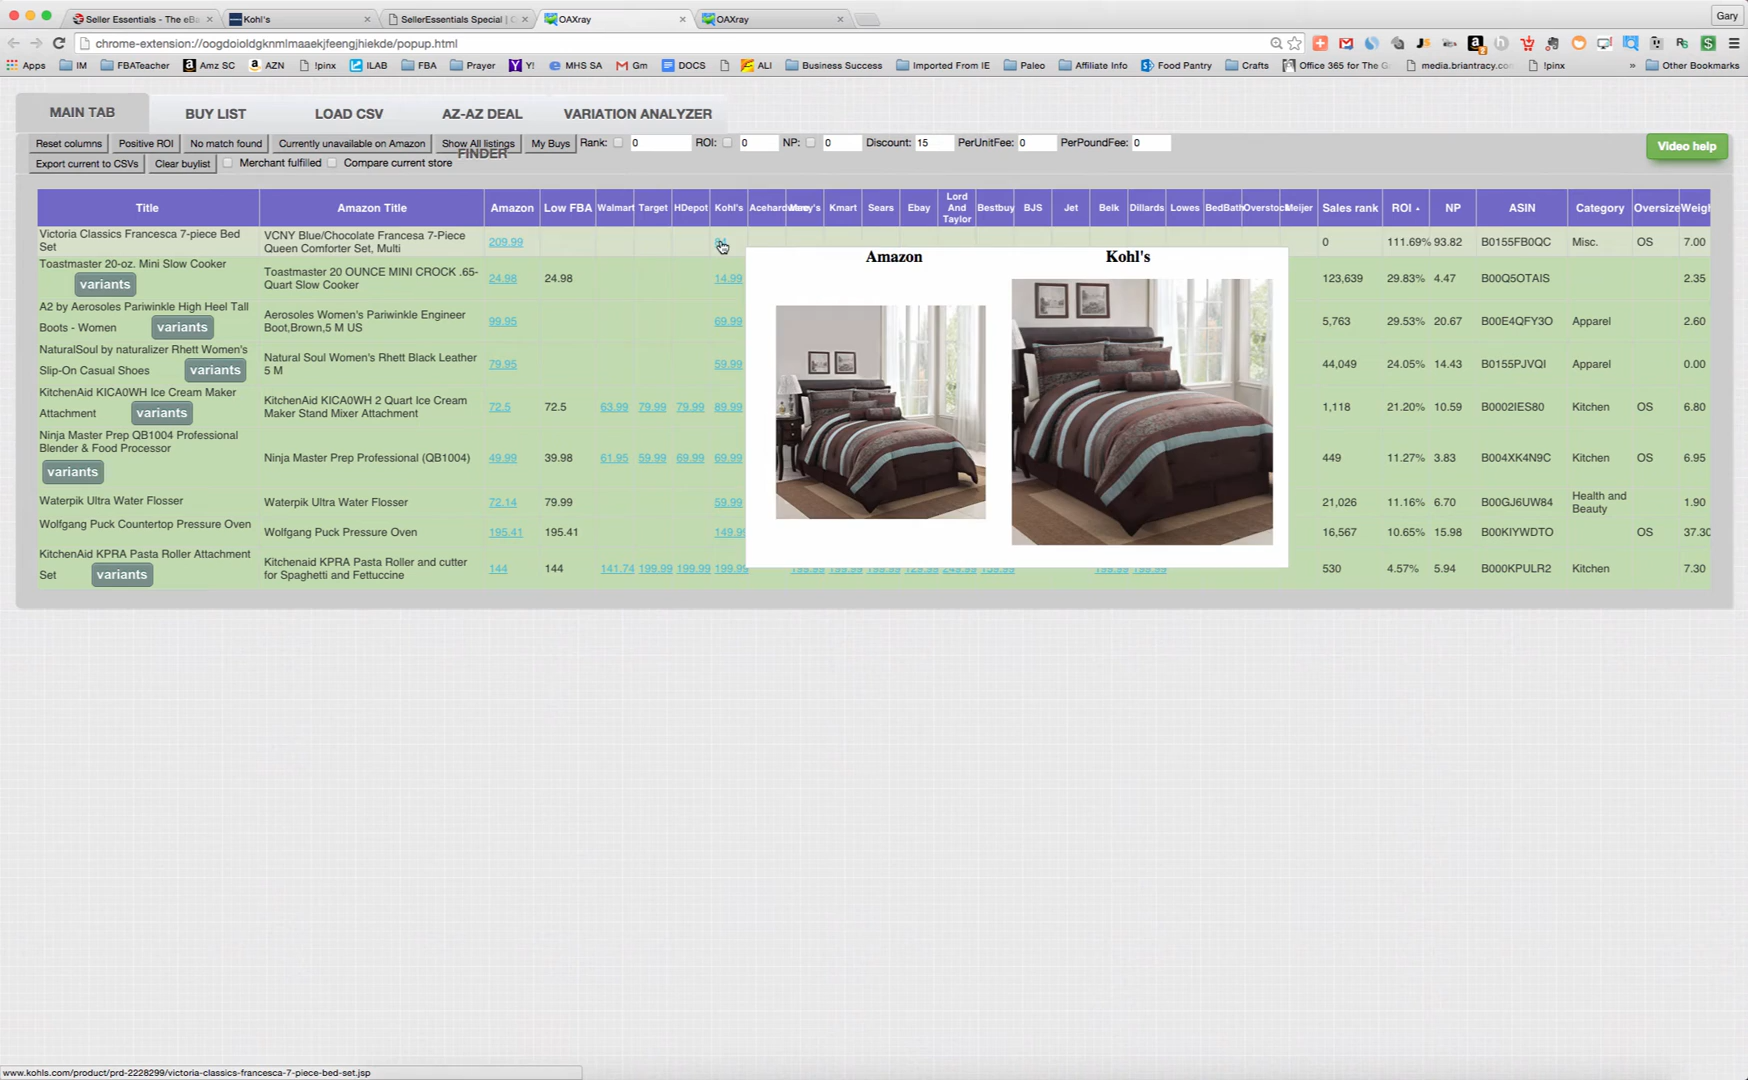 Seller Essentials - The eBa
Kohl's
SellerEssentials Special | C
OAXray
OAXray
Gary
chrome-extension://oogdoioldgknmlmaaekjfeengjhiekde/popup.html
Apps IM FBATeacher Amz SC AZN !pinx ILAB FBA Prayer Y! MHS SA Gm DOCS ALI Business Success Imported From IE Paleo Affiliate Info Food Pantry Crafts Office 365 for The G media.briantracy.co !pinx » Other Bookmarks
MAIN TAB BUY LIST LOAD CSV AZ-AZ DEAL VARIATION ANALYZER
FINDER
Reset columns Positive ROI No match found Currently unavailable on Amazon Show All listings My Buys Rank: 0 ROI: 0 NP: 0 Discount: 15 PerUnitFee: 0 PerPoundFee: 0
Video help
Export current to CSVs Clear buylist Merchant fulfilled Compare current store
Title Amazon Title Amazon Low FBA Walmart Target HDepot Kohl's Acehardware Macy's Kmart Sears Ebay Lord And Taylor Bestbuy BJS Jet Belk Dillards Lowes BedBath Overstock Meijer Sales rank ROI NP ASIN Category Oversize Weigh
Victoria Classics Francesca 7-piece Bed
Set
VCNY Blue/Chocolate Francesa 7-Piece
Queen Comforter Set, Multi
209.99 0 111.69% 93.82 B0155FB0QC Misc. OS 7.00
Amazon Kohl's
Toastmaster 20-oz. Mini Slow Cooker
variants
Toastmaster 20 OUNCE MINI CROCK .65-
Quart Slow Cooker
24.98 24.98 14.99 123,639 29.83% 4.47 B00Q5OTAIS 2.35
A2 by Aerosoles Pariwinkle High Heel Tall
Boots - Women variants
Aerosoles Women's Pariwinkle Engineer
Boot,Brown,5 M US
99.95 69.99 5,763 29.53% 20.67 B00E4QFY3O Apparel 2.60
NaturalSoul by naturalizer Rhett Women's
Slip-On Casual Shoes variants
Natural Soul Women's Rhett Black Leather
5 M
79.95 59.99 44,049 24.05% 14.43 B0155PJVQI Apparel 0.00
KitchenAid KICA0WH Ice Cream Maker
Attachment variants
KitchenAid KICA0WH 2 Quart Ice Cream
Maker Stand Mixer Attachment
72.5 72.5 63.99 79.99 79.99 89.99 1,118 21.20% 10.59 B0002IES80 Kitchen OS 6.80
Ninja Master Prep QB1004 Professional
Blender & Food Processor
variants
Ninja Master Prep Professional (QB1004)
49.99 39.98 61.95 59.99 69.99 69.99 449 11.27% 3.83 B004XK4N9C Kitchen OS 6.95
Waterpik Ultra Water Flosser
Waterpik Ultra Water Flosser
72.14 79.99 59.99 21,026 11.16% 6.70 B00GJ6UW84 Health and
Beauty
1.90
Wolfgang Puck Countertop Pressure Oven
Wolfgang Puck Pressure Oven
195.41 195.41 149.99 16,567 10.65% 15.98 B00KIYWDTO OS 37.30
KitchenAid KPRA Pasta Roller Attachment
Set variants
Kitchenaid KPRA Pasta Roller and cutter
for Spaghetti and Fettuccine
144 144 141.74 199.99 199.99 199.99 530 4.57% 5.94 B000KPULR2 Kitchen 7.30
www.kohls.com/product/prd-2228299/victoria-classics-francesca-7-piece-bed-set.jsp